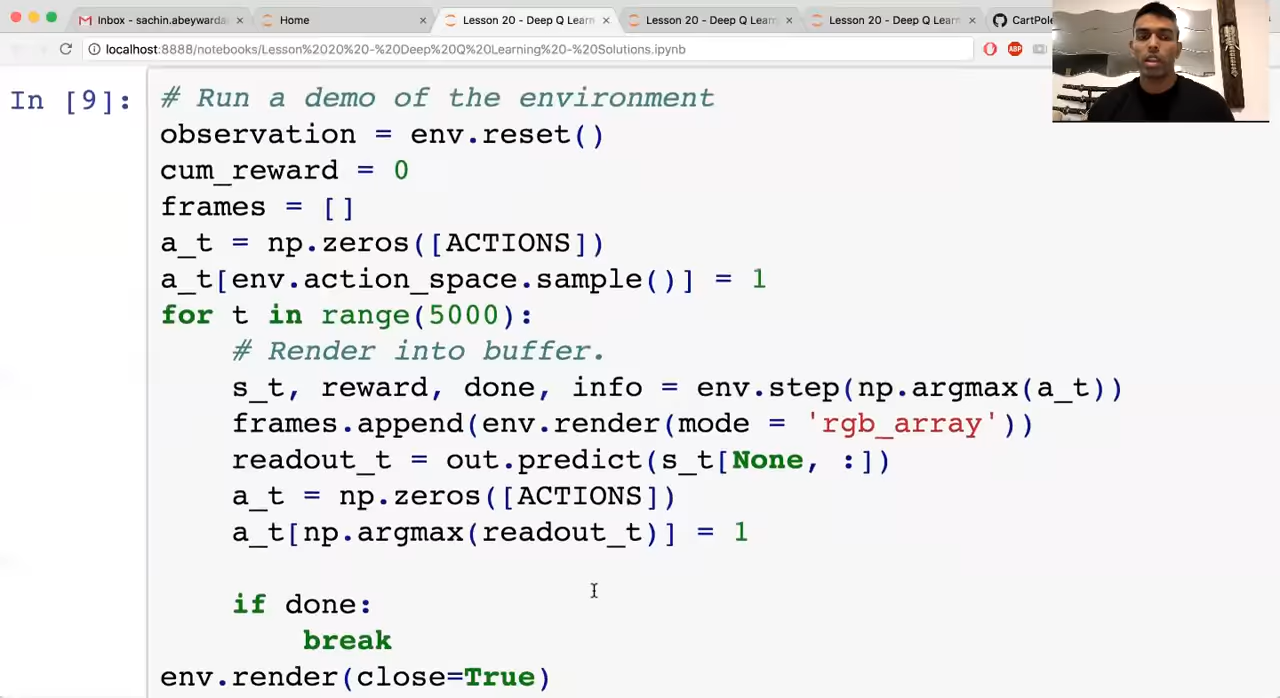 Inbox - sachin.abeywarda
Home
Lesson 20 - Deep Q Learn
Lesson 20 - Deep Q Learn
Lesson 20 - Deep Q Learn
CartPole
localhost:8888/notebooks/Lesson%2020%20-%20Deep%20Q%20Learning%20-%20Solutions.ipynb
ABP
In [9]:
# Run a demo of the environment
observation = env.reset()
cum_reward = 0
frames = []
a_t = np.zeros([ACTIONS])
a_t[env.action_space.sample()] = 1
for t in range(5000):
# Render into buffer.
s_t, reward, done, info = env.step(np.argmax(a_t))
frames.append(env.render(mode = 'rgb_array'))
readout_t = out.predict(s_t[None, :])
a_t = np.zeros([ACTIONS])
a_t[np.argmax(readout_t)] = 1
if done:
break
env.render(close=True)